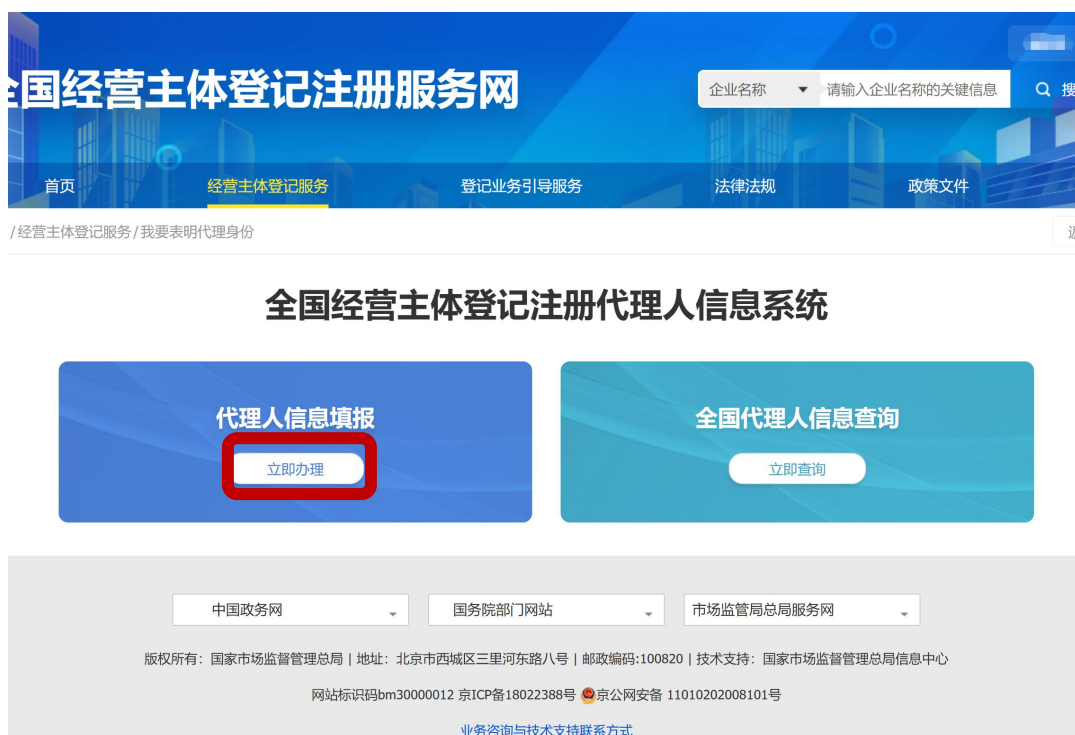 全国经营主体登记注册服务网
企业名称 请输入企业名称的关键信息 搜
首页 经营主体登记服务 登记业务引导服务 法律法规 政策文件
/经营主体登记服务/我要表明代理身份
全国经营主体登记注册代理人信息系统
代理人信息填报 全国代理人信息查询
立即办理 立即查询
中国政务网 国务院部门网站 市场监管局总局服务网
版权所有：国家市场监督管理总局 | 地址：北京市西城区三里河东路八号 | 邮政编码:100820 | 技术支持：国家市场监督管理总局信息中心
网站标识码bm30000012 京ICP备18022388号 京公网安备 11010202008101号
业务咨询与技术支持联系方式